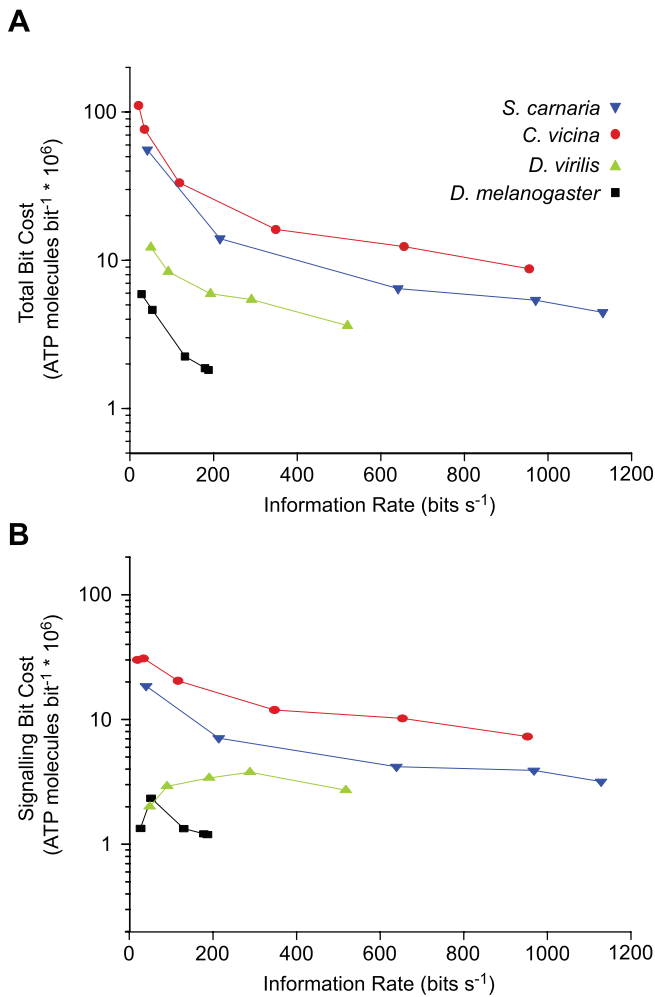 A
100
10
1
Total Bit Cost
(ATP molecules bit⁻¹ * 10⁶)
S. carnaria
C. vicina
D. virilis
D. melanogaster
0 200 400 600 800 1000 1200
Information Rate (bits s⁻¹)
B
100
10
1
Signalling Bit Cost
(ATP molecules bit⁻¹ * 10⁶)
0 200 400 600 800 1000 1200
Information Rate (bits s⁻¹)